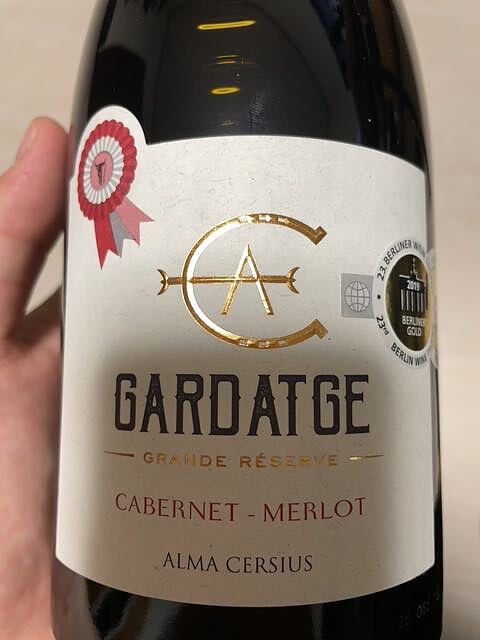 CA
23. BERLINER WINE
2019
BERLINER
GOLD
23RD
BERLIN WINE
GARDATGE
GRANDE RÉSERVE
CABERNET - MERLOT
ALMA CERSIUS